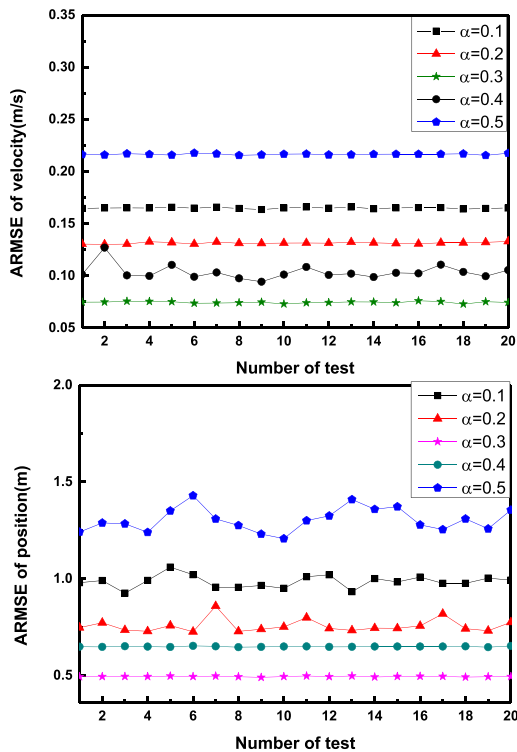 0.35
0.30
0.25
0.20
0.15
0.10
0.05
ARMSE of velocity(m/s)
α=0.1
α=0.2
α=0.3
α=0.4
α=0.5
2 4 6 8 10 12 14 16 18 20
Number of test
2.0
1.5
1.0
0.5
ARMSE of position(m)
α=0.1
α=0.2
α=0.3
α=0.4
α=0.5
2 4 6 8 10 12 14 16 18 20
Number of test